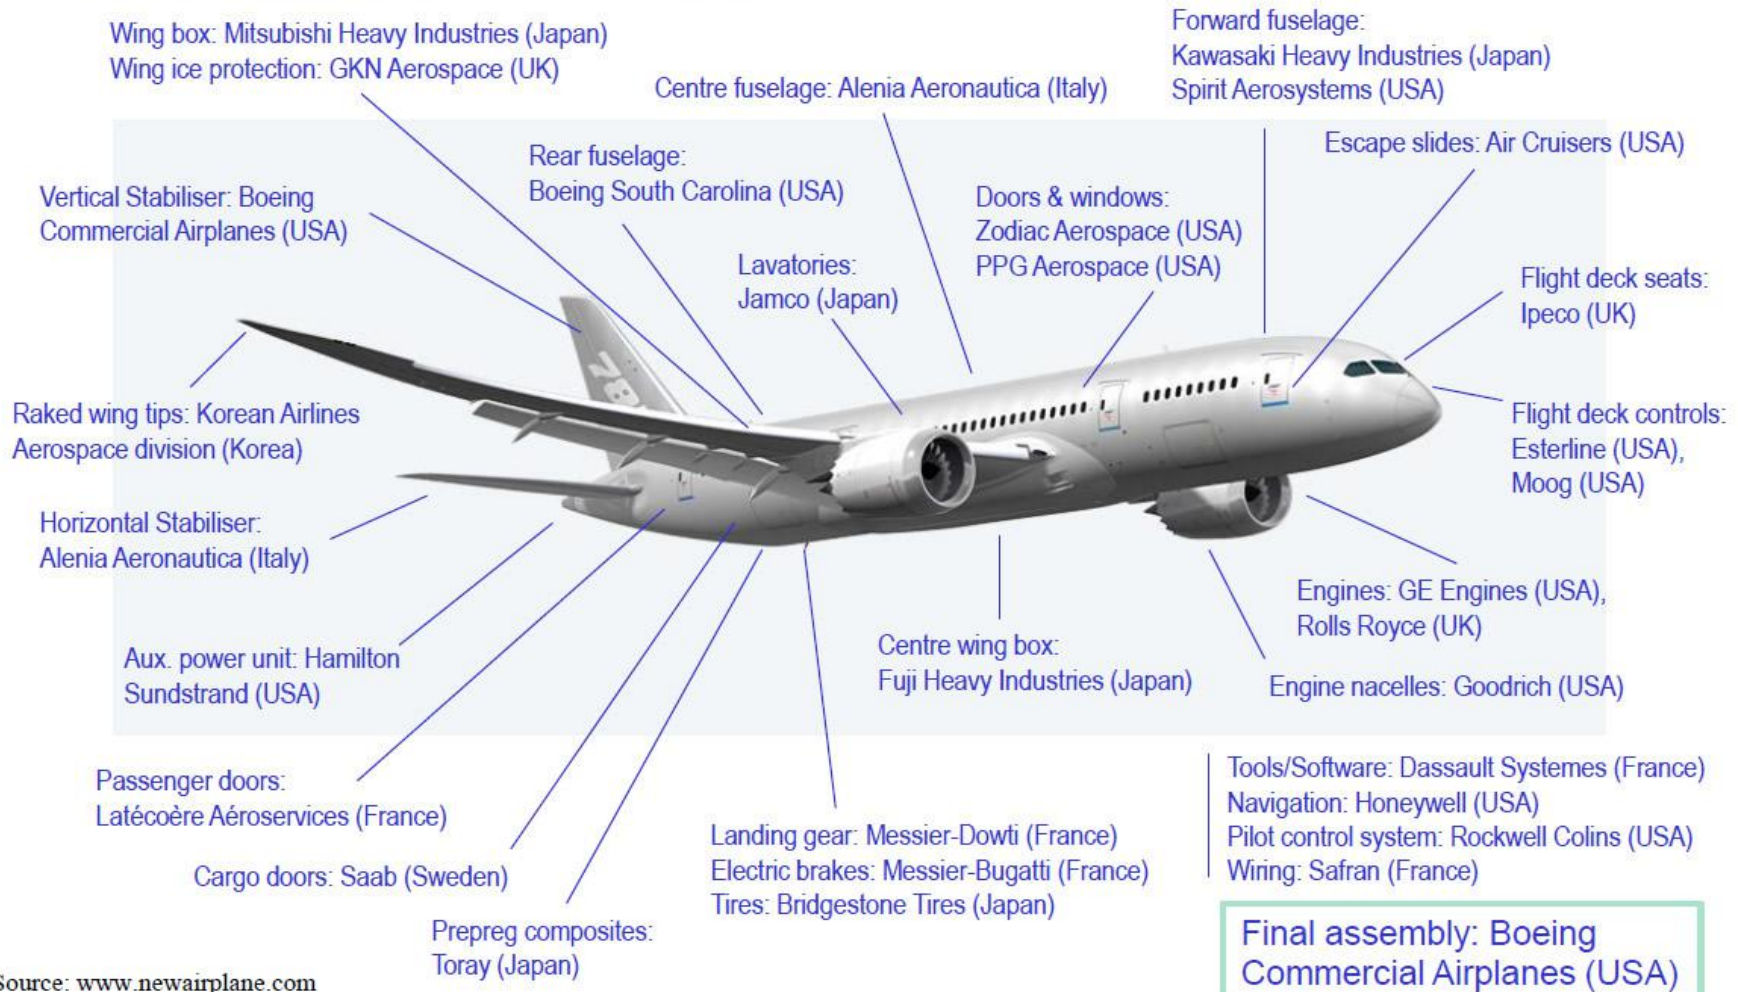 Wing box: Mitsubishi Heavy Industries (Japan)
Wing ice protection: GKN Aerospace (UK)
Centre fuselage: Alenia Aeronautica (Italy)
Forward fuselage:
Kawasaki Heavy Industries (Japan)
Spirit Aerosystems (USA)
Escape slides: Air Cruisers (USA)
Rear fuselage:
Boeing South Carolina (USA)
Vertical Stabiliser: Boeing
Commercial Airplanes (USA)
Doors & windows:
Zodiac Aerospace (USA)
PPG Aerospace (USA)
Lavatories:
Jamco (Japan)
Flight deck seats:
Ipeco (UK)
78
Raked wing tips: Korean Airlines
Aerospace division (Korea)
Flight deck controls:
Esterline (USA),
Moog (USA)
Horizontal Stabiliser:
Alenia Aeronautica (Italy)
Engines: GE Engines (USA),
Rolls Royce (UK)
Aux. power unit: Hamilton
Sundstrand (USA)
Centre wing box:
Fuji Heavy Industries (Japan)
Engine nacelles: Goodrich (USA)
Passenger doors:
Latécoère Aéroservices (France)
Tools/Software: Dassault Systemes (France)
Navigation: Honeywell (USA)
Pilot control system: Rockwell Colins (USA)
Wiring: Safran (France)
Landing gear: Messier-Dowti (France)
Electric brakes: Messier-Bugatti (France)
Tires: Bridgestone Tires (Japan)
Cargo doors: Saab (Sweden)
Prepreg composites:
Toray (Japan)
Final assembly: Boeing
Commercial Airplanes (USA)
Source: www.newairplane.com